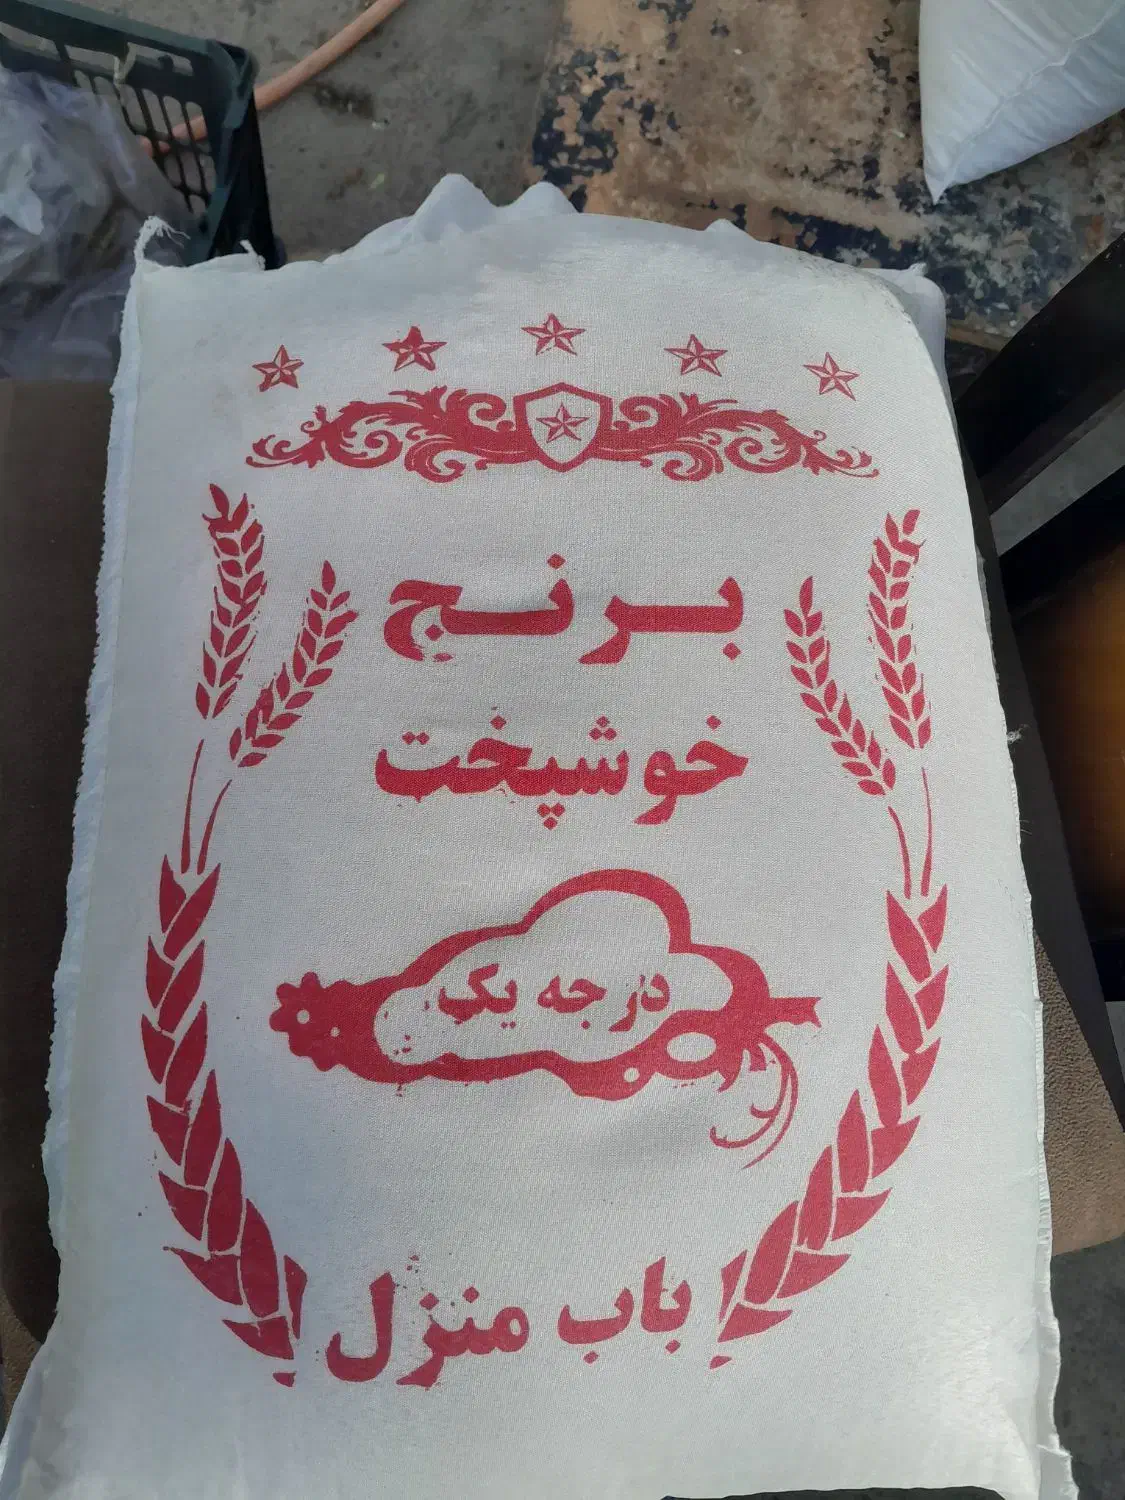 برنج
خوشپخت
درجه یک
باب منزل